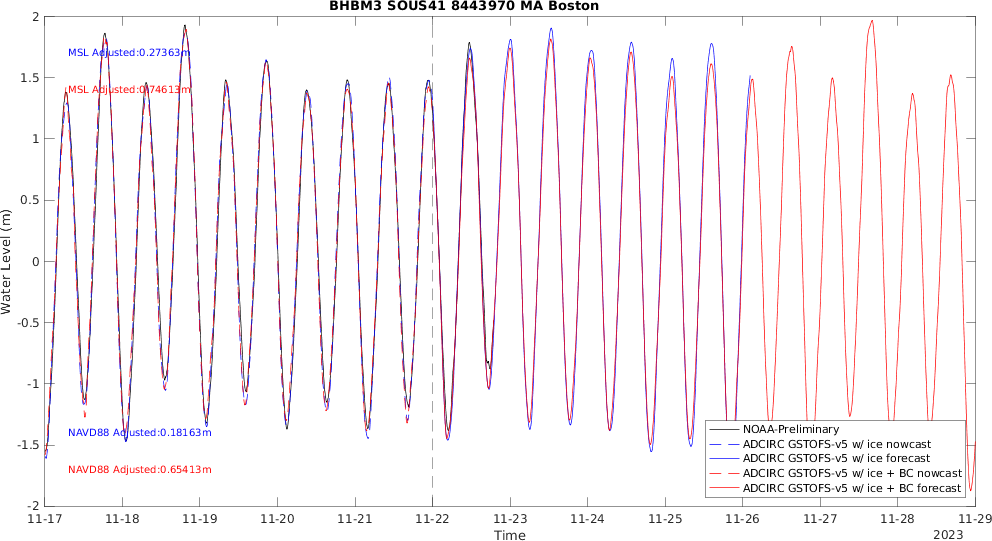 BHBM3 SOUS41 8443970 MA Boston
MSL Adjusted:0.27363m
MSL Adjusted:0.74613m
NAVD88 Adjusted:0.18163m
NAVD88 Adjusted:0.65413m
Water Level (m)
2
1.5
1
0.5
0
-0.5
-1
-1.5
-2
NOAA-Preliminary
ADCIRC GSTOFS-v5 w/ ice nowcast
ADCIRC GSTOFS-v5 w/ ice forecast
ADCIRC GSTOFS-v5 w/ ice + BC nowcast
ADCIRC GSTOFS-v5 w/ ice + BC forecast
11-17 11-18 11-19 11-20 11-21 11-22 11-23 11-24 11-25 11-26 11-27 11-28 11-29
Time
2023